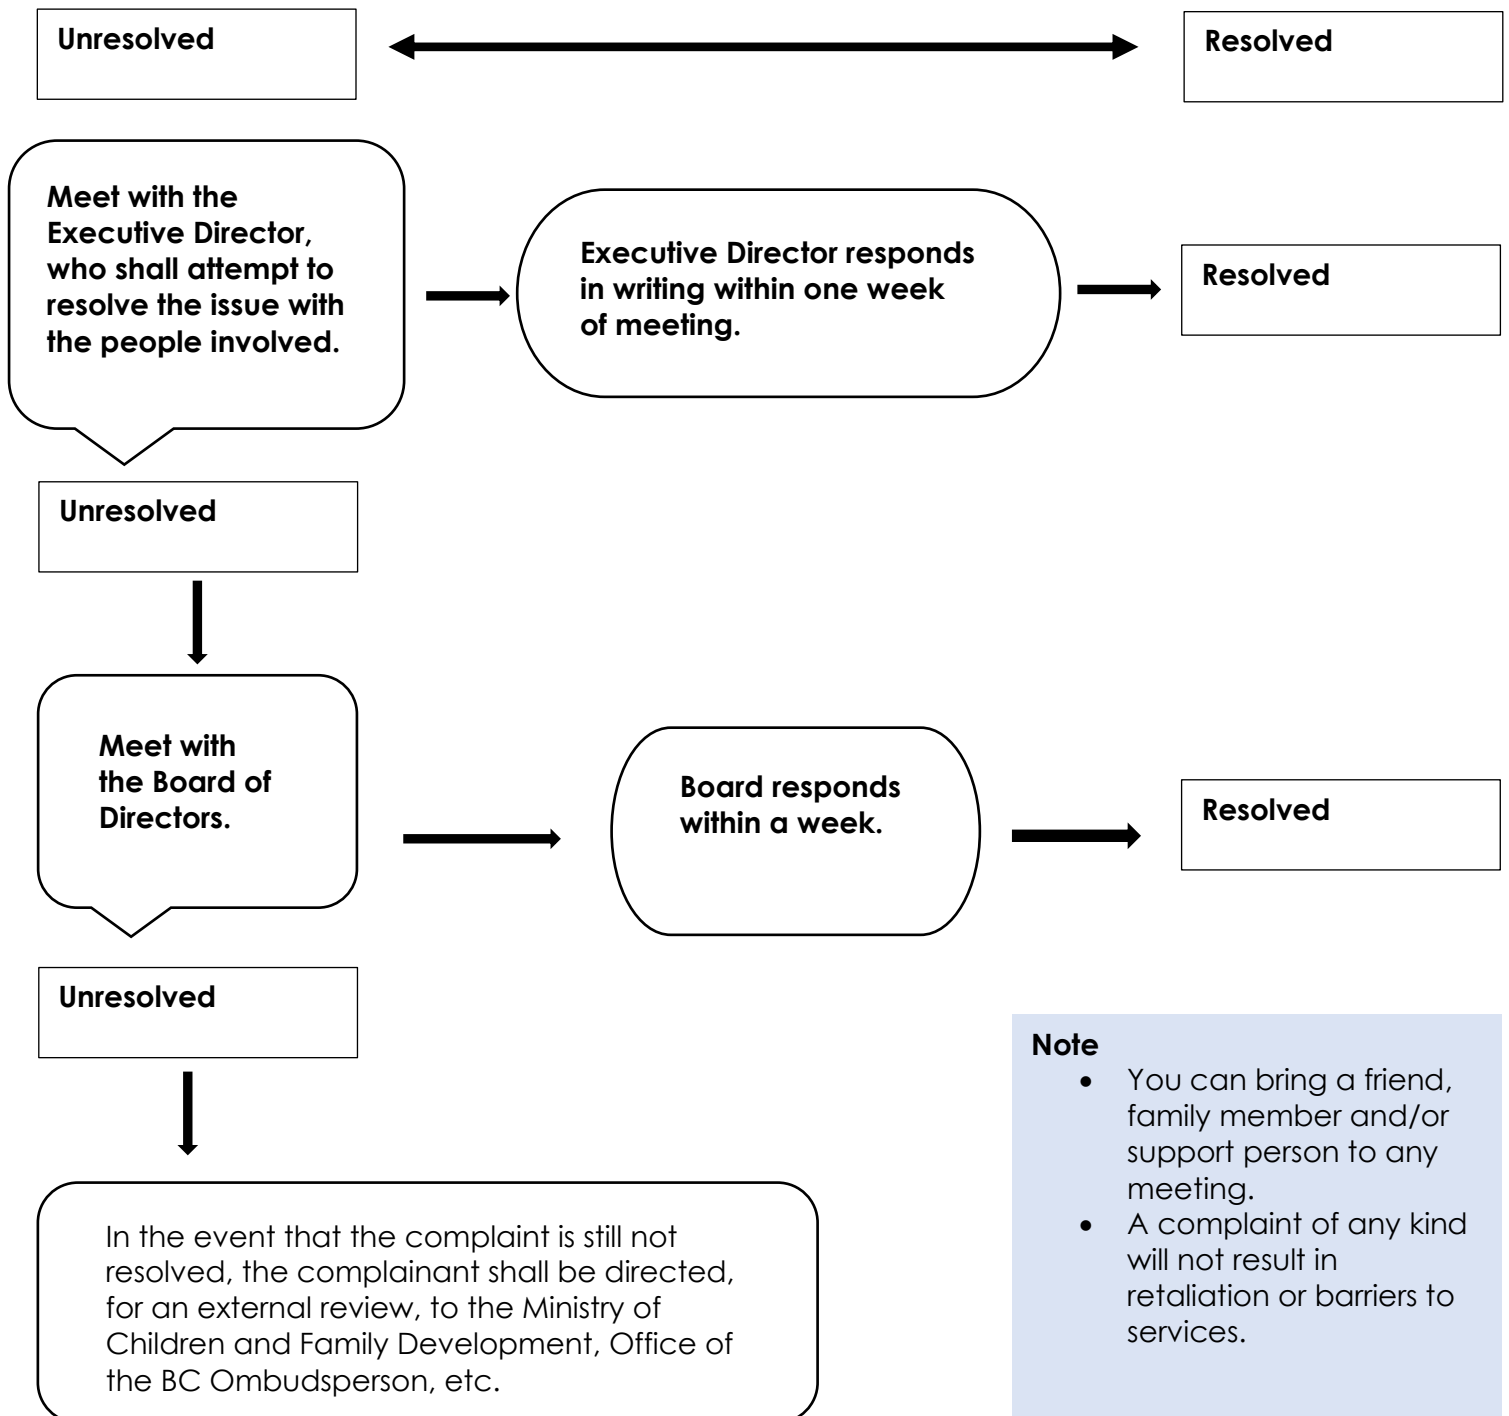 Unresolved
Resolved
Meet with the
Executive Director,
who shall attempt to
resolve the issue with
the people involved.
Executive Director responds
in writing within one week
of meeting.
Resolved
Unresolved
Meet with
the Board of
Directors.
Board responds
within a week.
Resolved
Unresolved
In the event that the complaint is still not
resolved, the complainant shall be directed,
for an external review, to the Ministry of
Children and Family Development, Office of
the BC Ombudsperson, etc.
Note
• You can bring a friend,
family member and/or
support person to any
meeting.
• A complaint of any kind
will not result in
retaliation or barriers to
services.